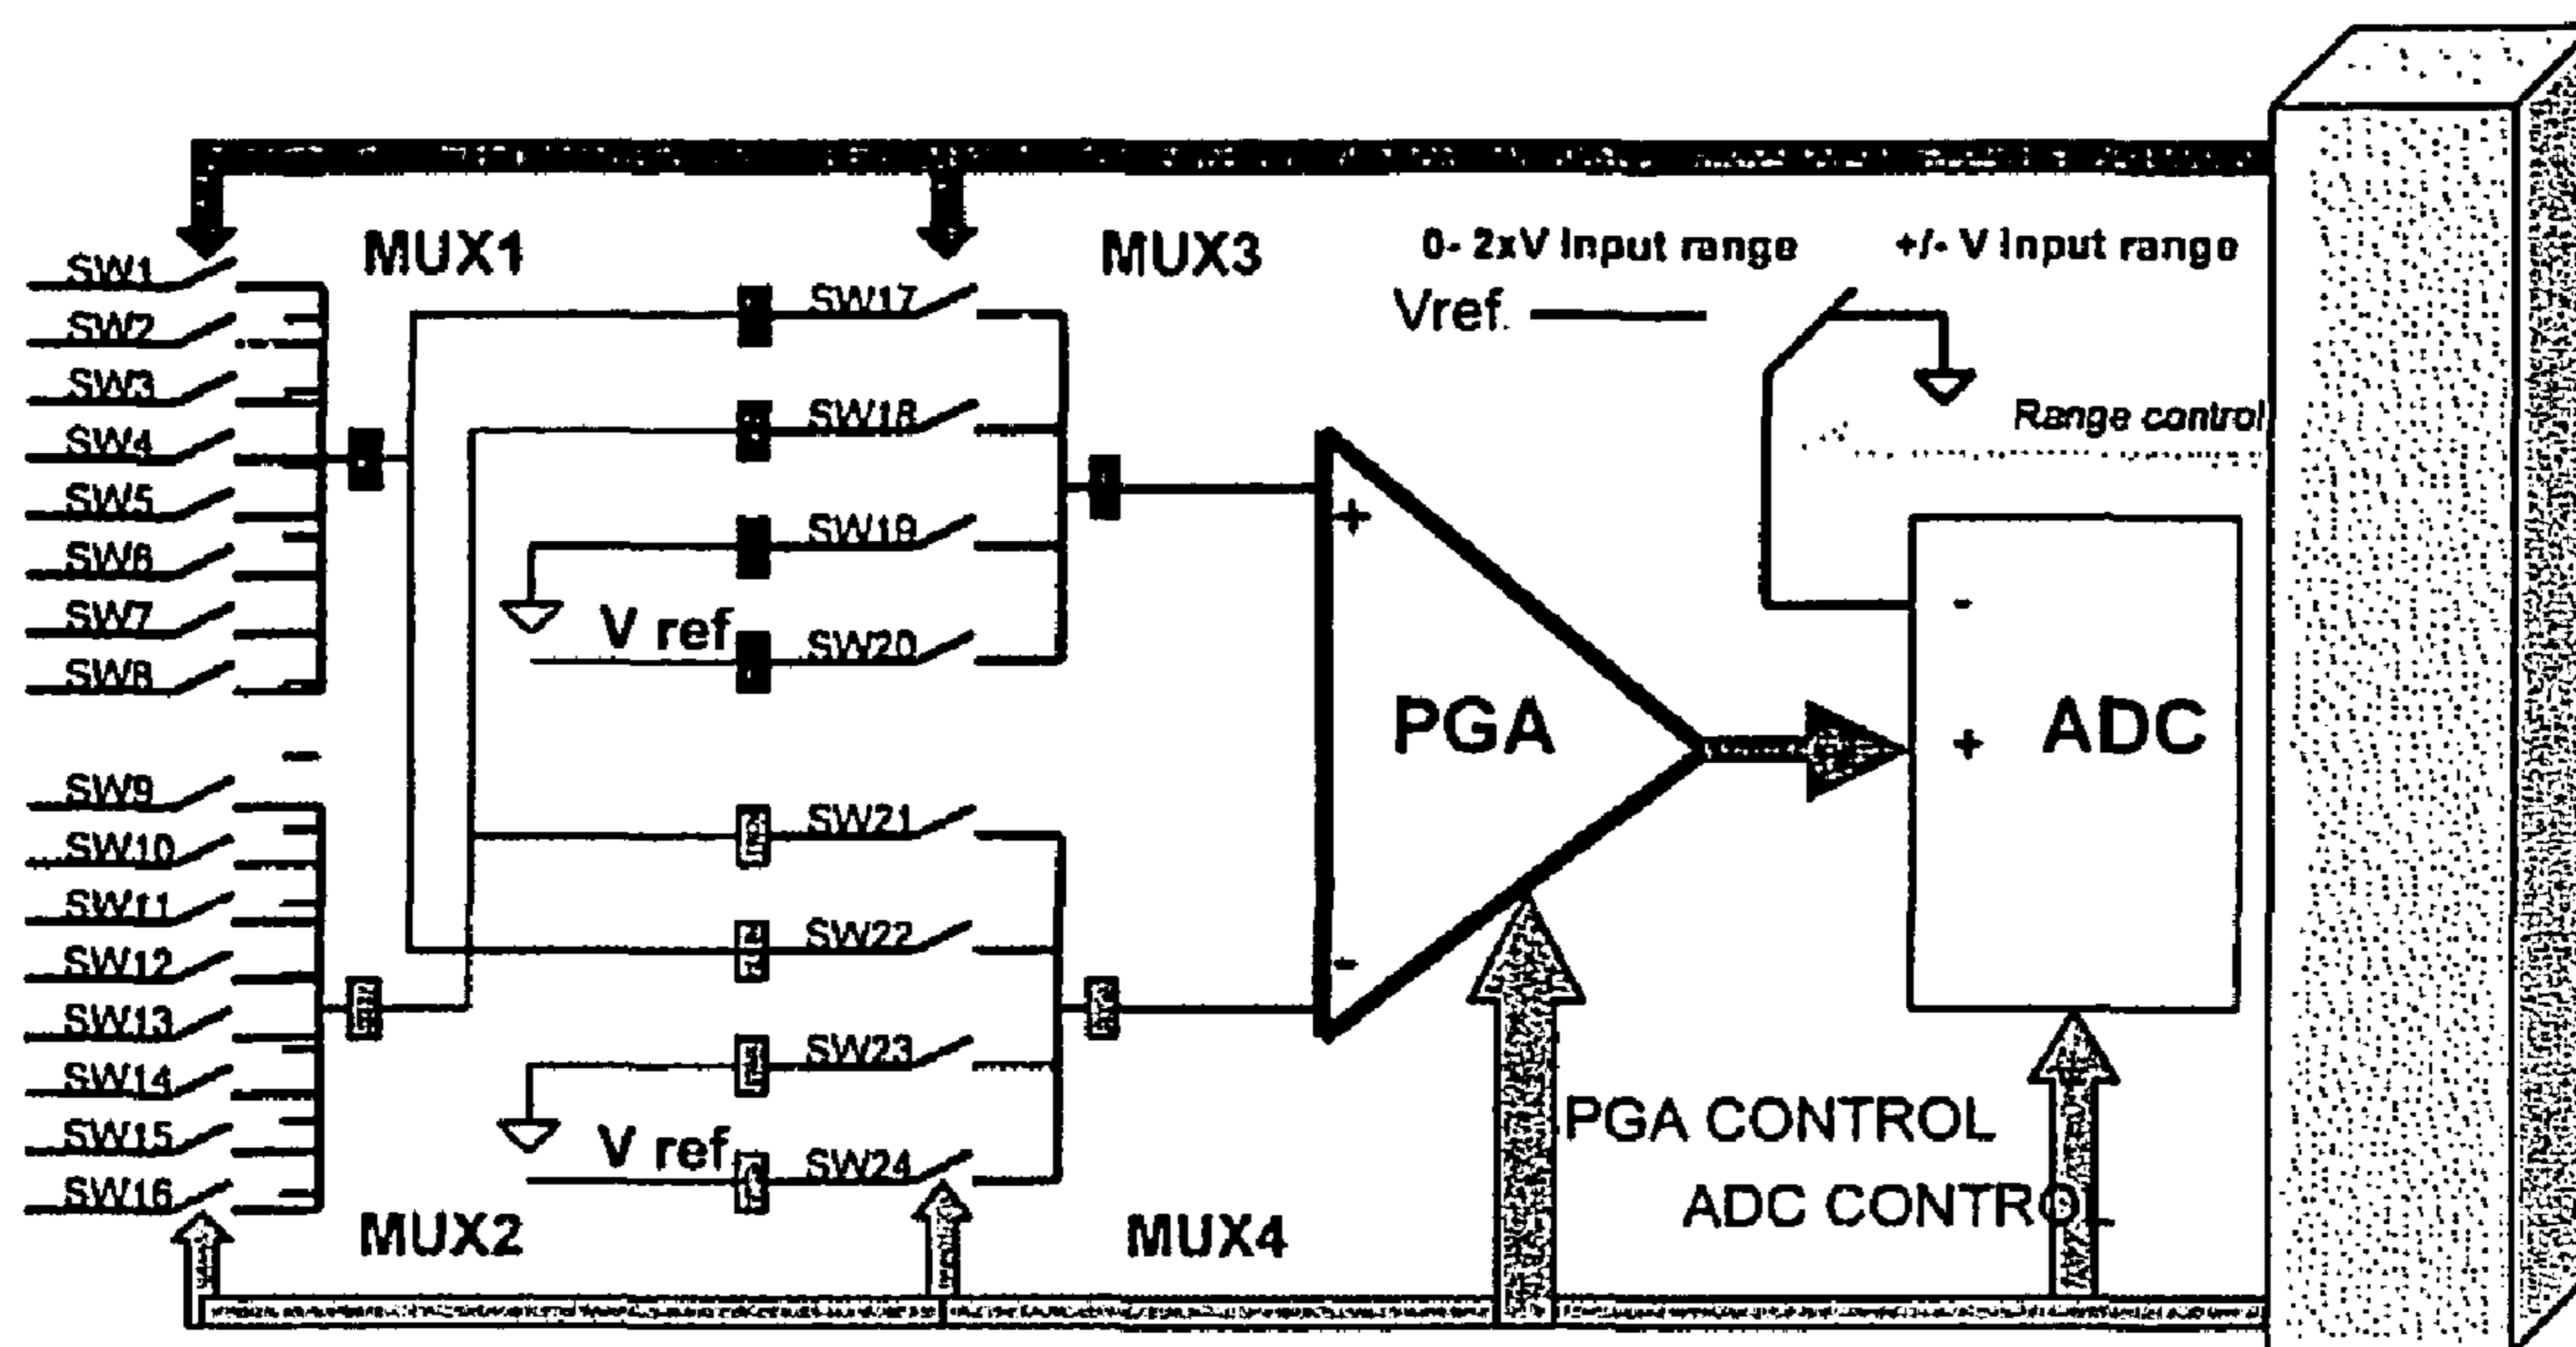 MUX1
MUX3
0- 2xV Input range
+/- V Input range
Vref.
Range control
SW1
SW2
SW3
SW4
SW5
SW6
SW7
SW8
SW9
SW10
SW11
SW12
SW13
SW14
SW15
SW16
SW17
SW18
SW19
V ref
SW20
SW21
SW22
SW23
V ref
SW24
+
-
PGA
-
+
ADC
PGA CONTROL
ADC CONTROL
MUX2
MUX4